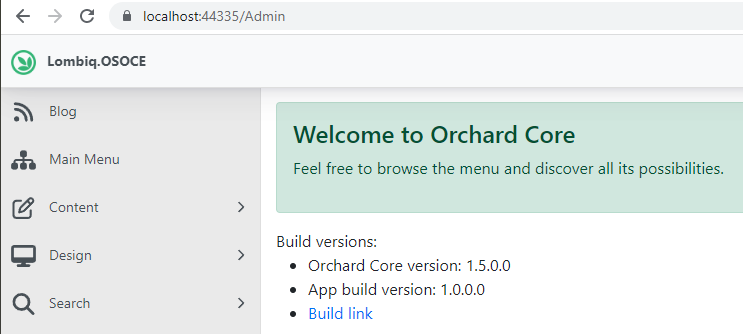 localhost:44335/Admin
Lombiq.OSOCE
Blog
Main Menu
Content
Design
Search
Welcome to Orchard Core
Feel free to browse the menu and discover all its possibilities.
Build versions:
Orchard Core version: 1.5.0.0
App build version: 1.0.0.0
Build link